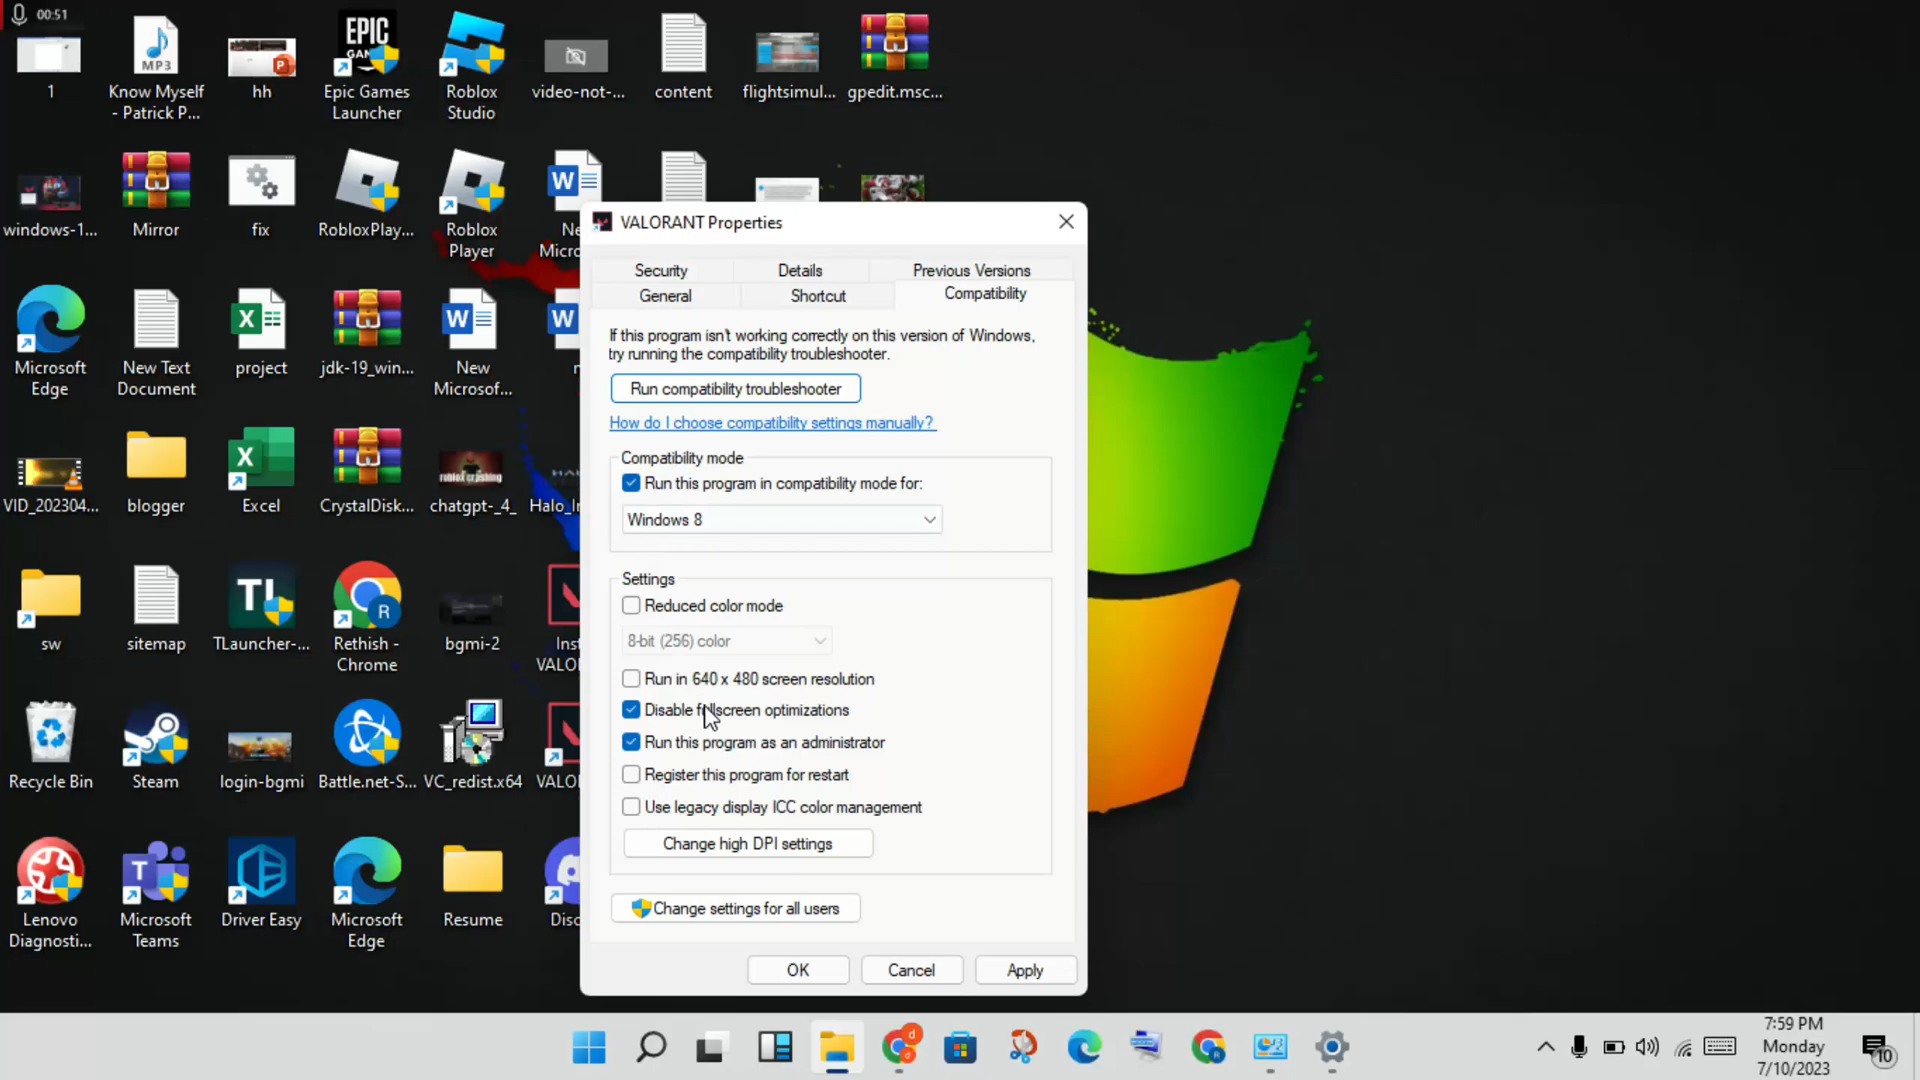 00:51
1
Know Myself
- Patrick P...
MP3
hh
EPIC
Epic Games
Launcher
Roblox
Studio
video-not-...
content
flightsimul...
gpedit.msc...
windows-1...
Mirror
fix
RobloxPlay...
Roblox
Player
Microsoft
Edge
New Text
Document
project
jdk-19_win...
New
Microsof...
VID_202304...
blogger
Excel
CrystalDisk...
chatgpt-_4_
sw
sitemap
TL
TLauncher-...
Rethish -
Chrome
bgmi-2
Recycle Bin
Steam
login-bgmi
Battle.net-S...
VC_redist.x64
Lenovo
Diagnosti...
Microsoft
Teams
Driver Easy
Microsoft
Edge
Resume
VALORANT Properties
Security
Details
Previous Versions
General
Shortcut
Compatibility
If this program isn't working correctly on this version of Windows,
try running the compatibility troubleshooter.
Run compatibility troubleshooter
How do I choose compatibility settings manually?
Compatibility mode
Run this program in compatibility mode for:
Windows 8
Settings
Reduced color mode
8-bit (256) color
Run in 640 x 480 screen resolution
Disable fullscreen optimizations
Run this program as an administrator
Register this program for restart
Use legacy display ICC color management
Change high DPI settings
Change settings for all users
OK
Cancel
Apply
7:59 PM
Monday
7/10/2023
10